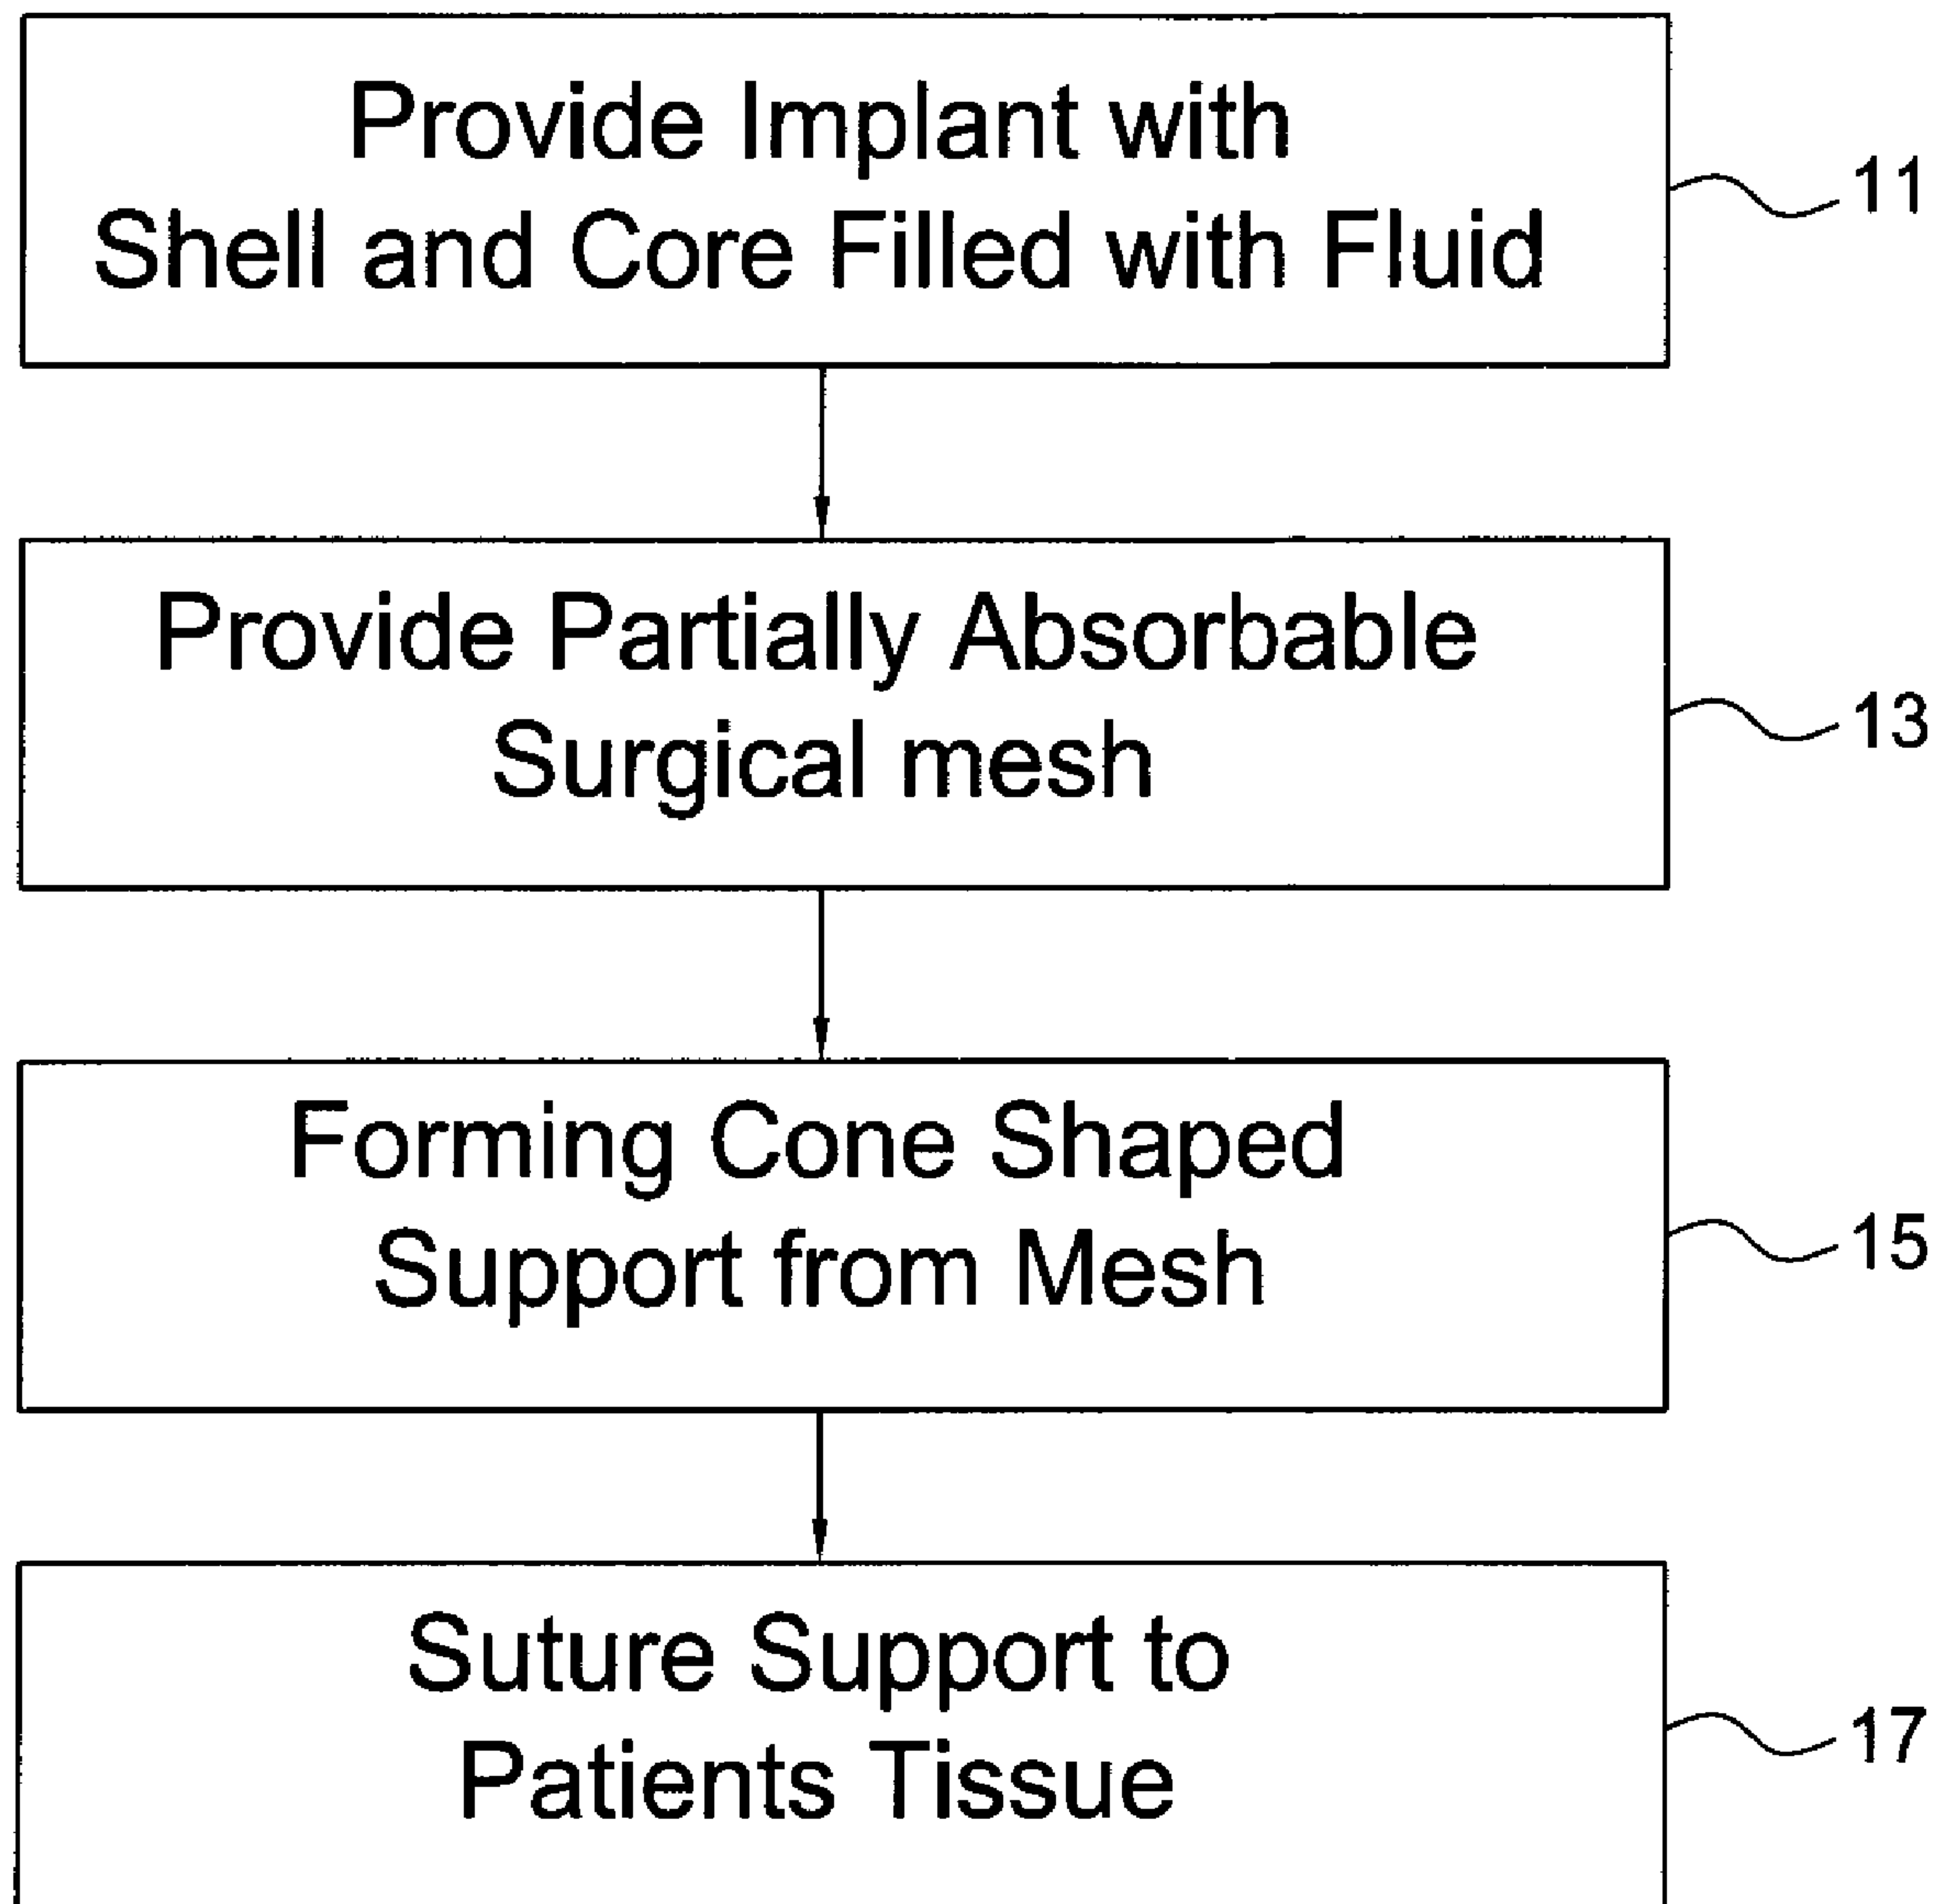 Provide Implant with
Shell and Core Filled with Fluid
11
Provide Partially Absorbable
Surgical mesh
13
Forming Cone Shaped
Support from Mesh
15
Suture Support to
Patients Tissue
17